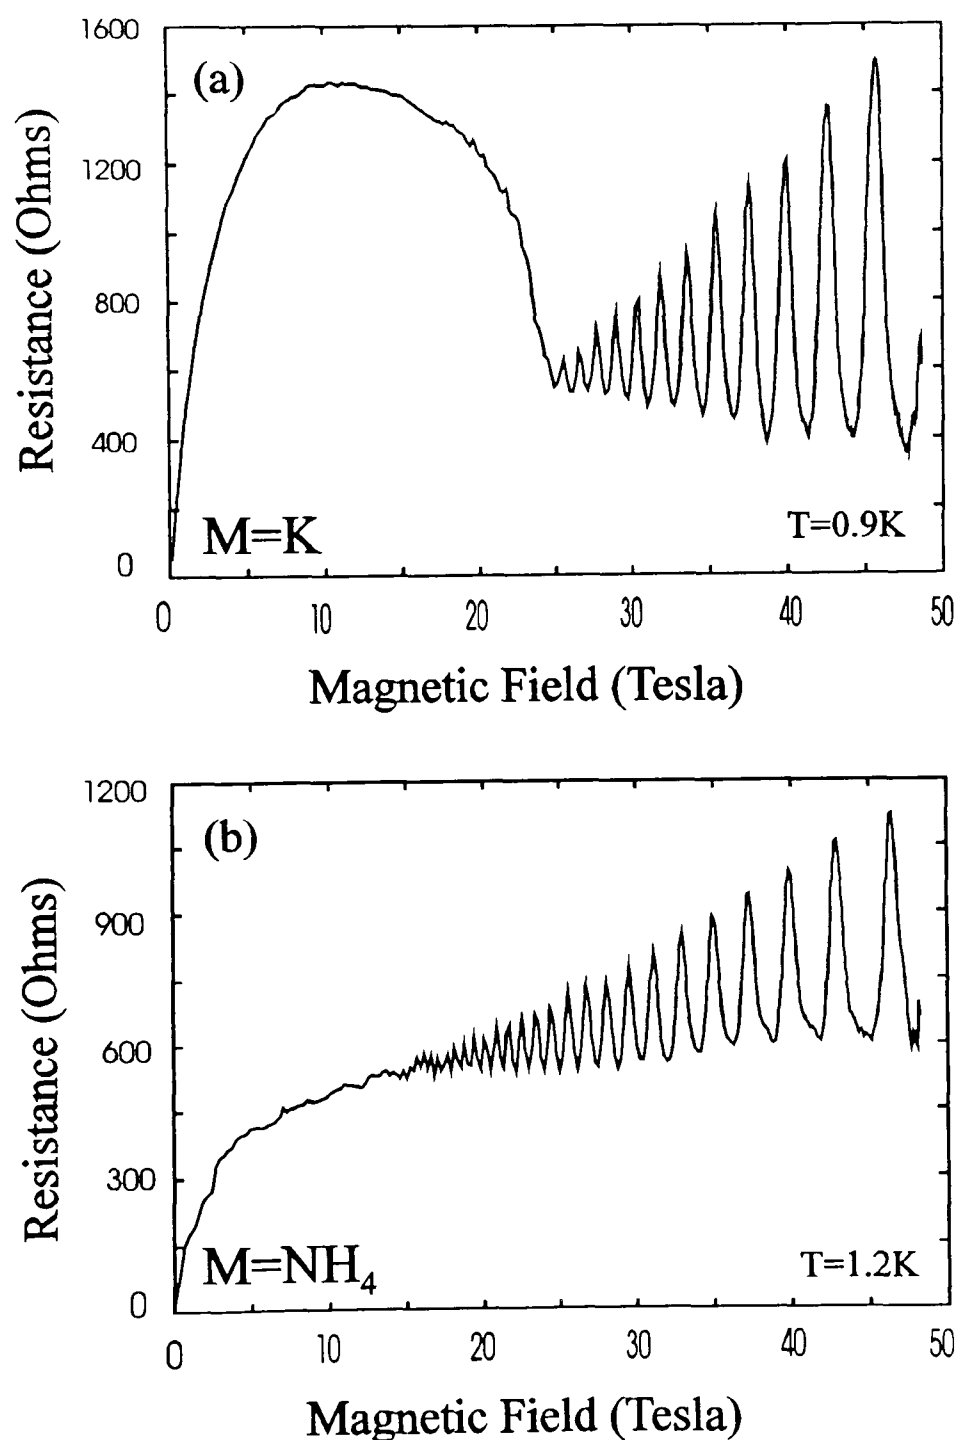 1600
(a)
1200
800
400
0
Resistance (Ohms)
M=K
T=0.9K
0 10 20 30 40 50
Magnetic Field (Tesla)
1200
(b)
900
600
300
0
Resistance (Ohms)
M=NH₄
T=1.2K
0 10 20 30 40 50
Magnetic Field (Tesla)